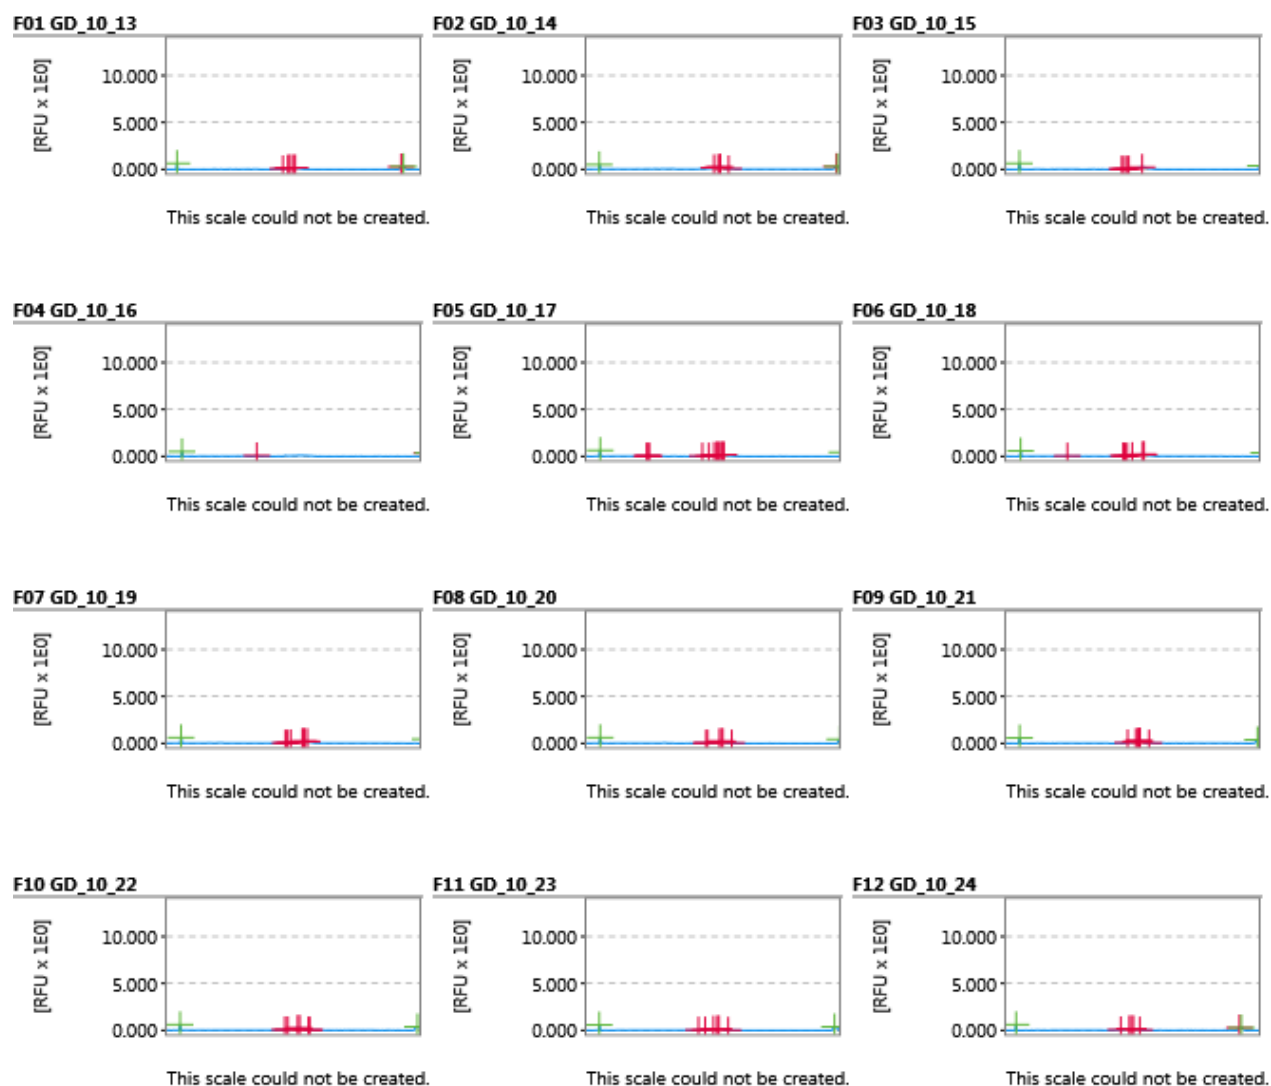 F01 GD_10_13
[RFU x 1E0]
10.000
5.000
0.000
This scale could not be created.
F02 GD_10_14
[RFU x 1E0]
10.000
5.000
0.000
This scale could not be created.
F03 GD_10_15
[RFU x 1E0]
10.000
5.000
0.000
This scale could not be created.
F04 GD_10_16
[RFU x 1E0]
10.000
5.000
0.000
This scale could not be created.
F05 GD_10_17
[RFU x 1E0]
10.000
5.000
0.000
This scale could not be created.
F06 GD_10_18
[RFU x 1E0]
10.000
5.000
0.000
This scale could not be created.
F07 GD_10_19
[RFU x 1E0]
10.000
5.000
0.000
This scale could not be created.
F08 GD_10_20
[RFU x 1E0]
10.000
5.000
0.000
This scale could not be created.
F09 GD_10_21
[RFU x 1E0]
10.000
5.000
0.000
This scale could not be created.
F10 GD_10_22
[RFU x 1E0]
10.000
5.000
0.000
This scale could not be created.
F11 GD_10_23
[RFU x 1E0]
10.000
5.000
0.000
This scale could not be created.
F12 GD_10_24
[RFU x 1E0]
10.000
5.000
0.000
This scale could not be created.